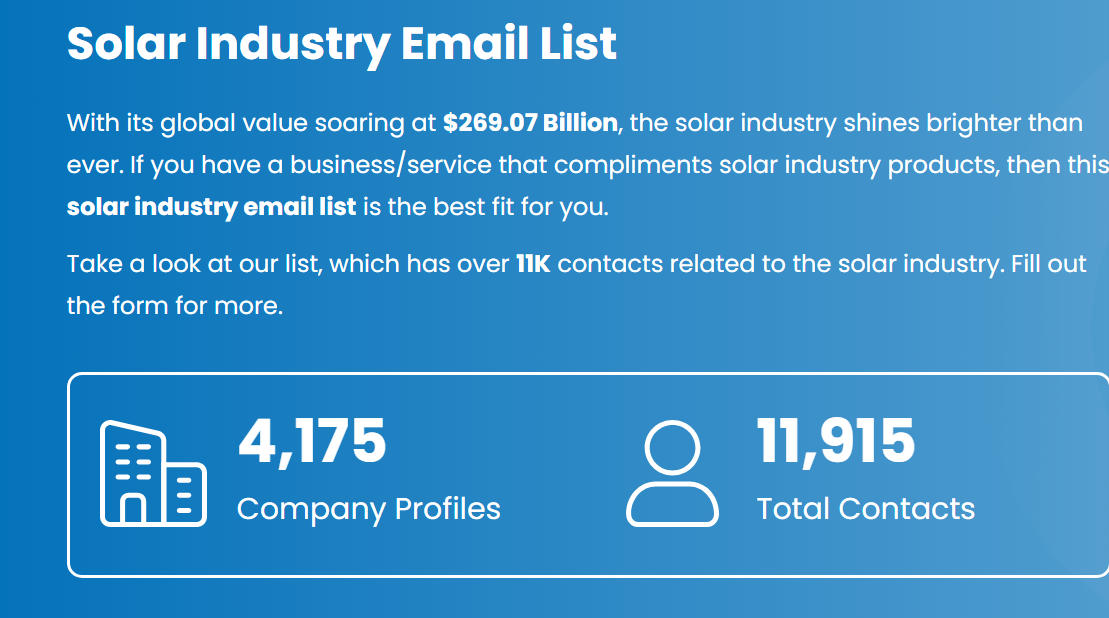 Solar Industry Email List
With its global value soaring at $269.07 Billion, the solar industry shines brighter than
ever. If you have a business/service that compliments solar industry products, then this
solar industry email list is the best fit for you.
Take a look at our list, which has over 11K contacts related to the solar industry. Fill out
the form for more.
4,175
Company Profiles
11,915
Total Contacts